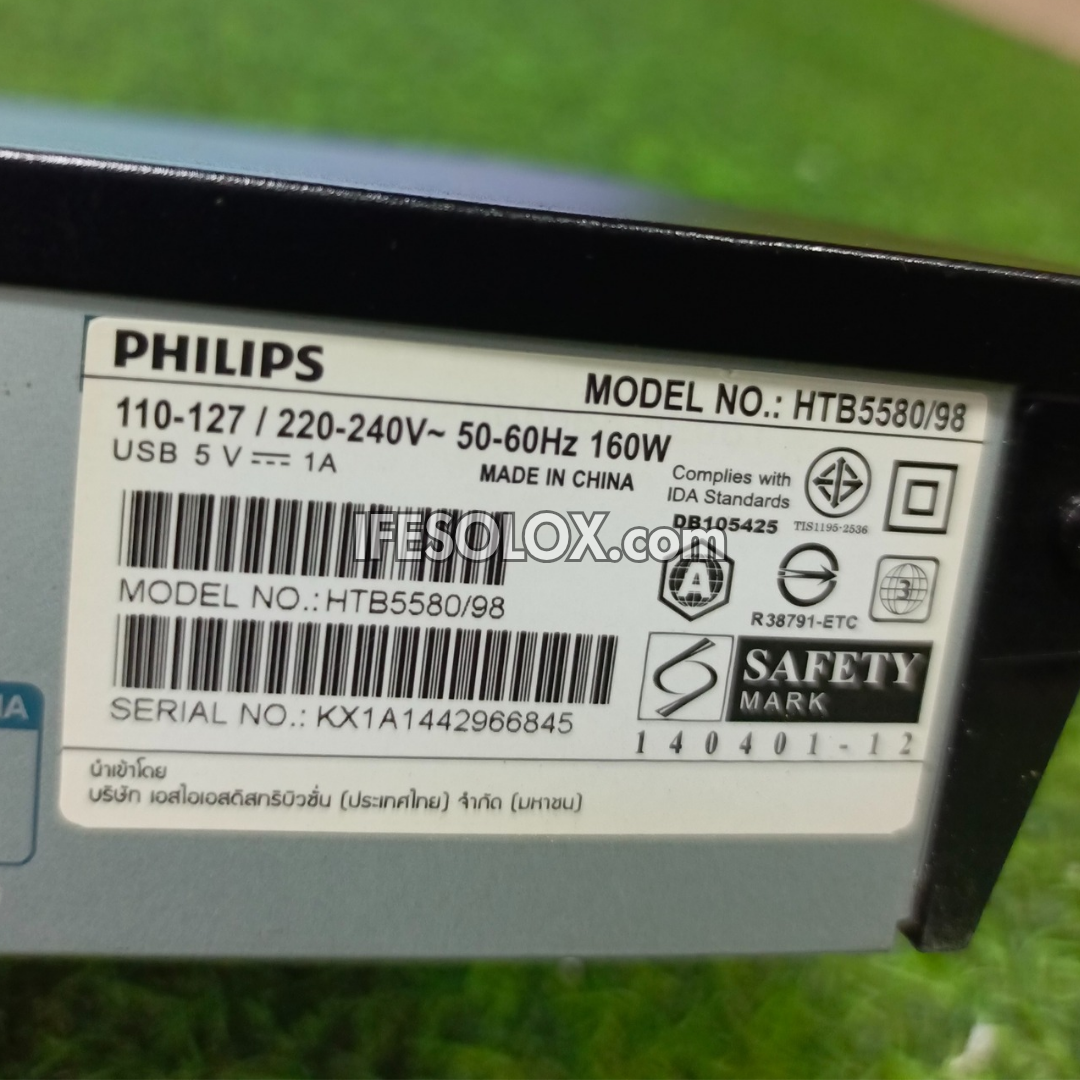 PHILIPS
MODEL NO.: HTB5580/98
110-127 / 220-240V~ 50-60Hz 160W
USB 5 V ⎓ 1A
MADE IN CHINA
Complies with
IDA Standards
DB105425
TIS1195-2536
IFESOLOX.com
MODEL NO.:HTB5580/98
A
R38791-ETC
3
SERIAL NO.: KX1A1442966845
SAFETY
MARK
140401-12
นำเข้าโดย
บริษัท เอสไอเอสดิสทริบิวชั่น (ประเทศไทย) จำกัด (มหาชน)